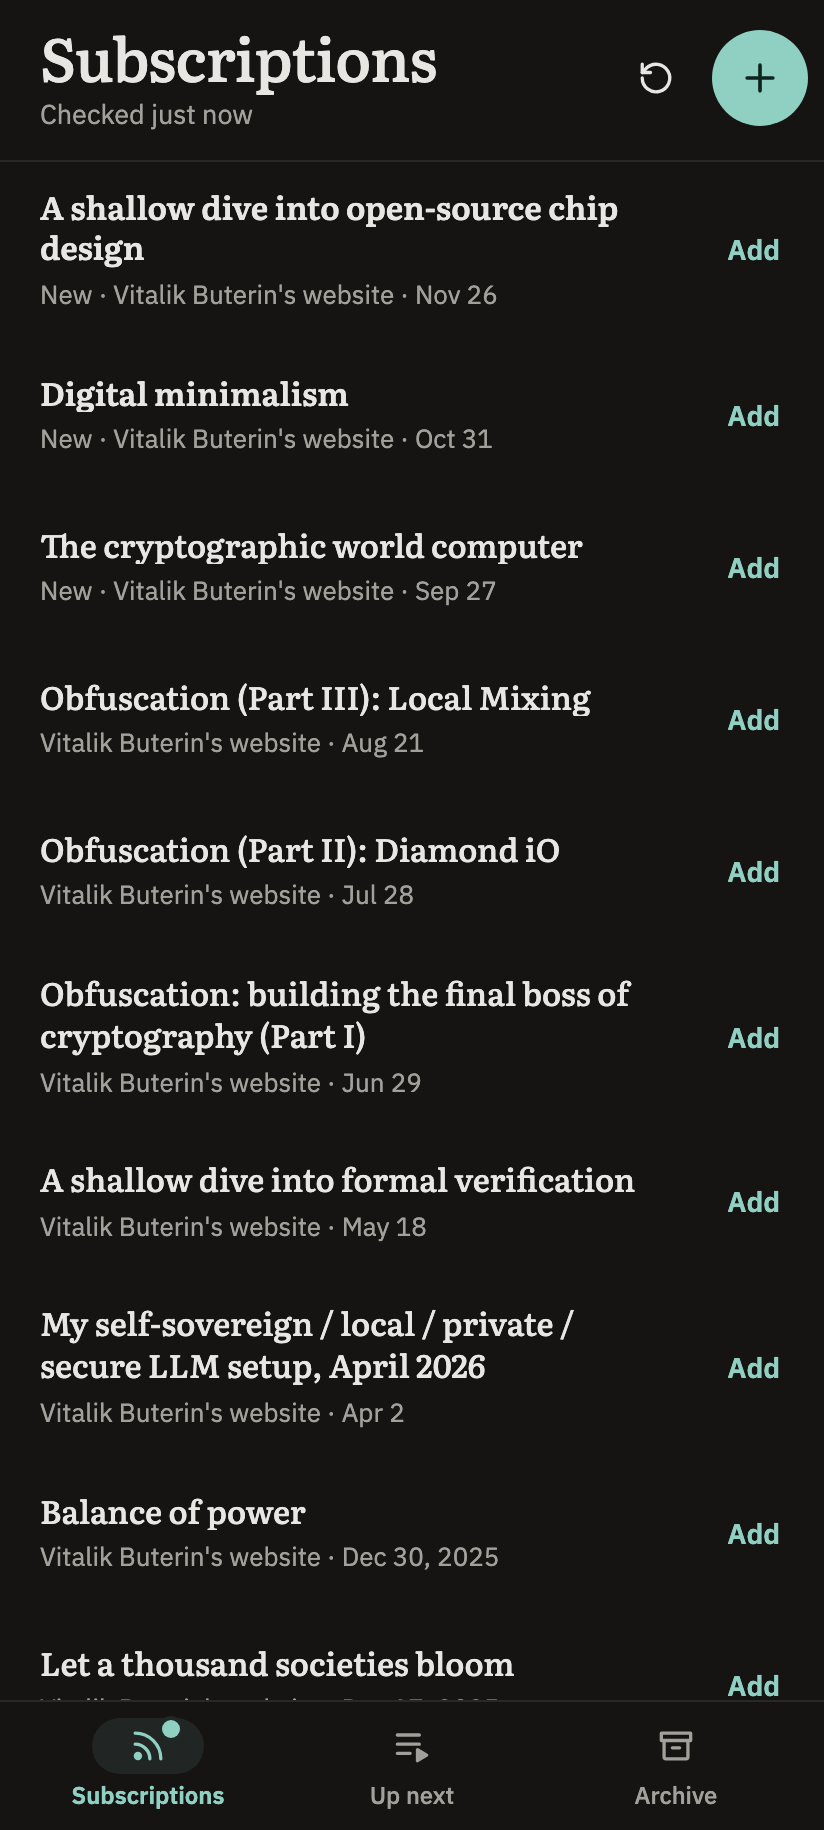 Subscriptions
Checked just now
A shallow dive into open-source chip
design
New · Vitalik Buterin's website · Nov 26
Add
Digital minimalism
New · Vitalik Buterin's website · Oct 31
Add
The cryptographic world computer
New · Vitalik Buterin's website · Sep 27
Add
Obfuscation (Part III): Local Mixing
Vitalik Buterin's website · Aug 21
Add
Obfuscation (Part II): Diamond iO
Vitalik Buterin's website · Jul 28
Add
Obfuscation: building the final boss of
cryptography (Part I)
Vitalik Buterin's website · Jun 29
Add
A shallow dive into formal verification
Vitalik Buterin's website · May 18
Add
My self-sovereign / local / private /
secure LLM setup, April 2026
Vitalik Buterin's website · Apr 2
Add
Balance of power
Vitalik Buterin's website · Dec 30, 2025
Add
Let a thousand societies bloom
Add
Subscriptions
Up next
Archive